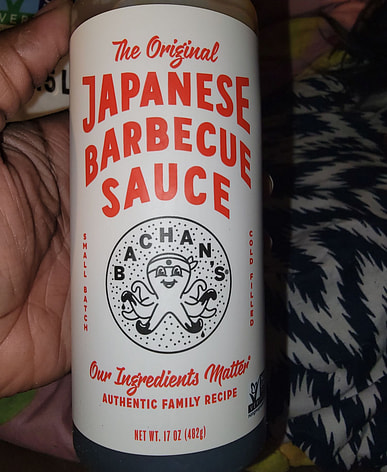 The Original
JAPANESE
BARBECUE
SAUCE
BACHAN'S®
SMALL BATCH
COLD FILLED
Our Ingredients Matter®
AUTHENTIC FAMILY RECIPE
NET WT. 17 OZ (482g)